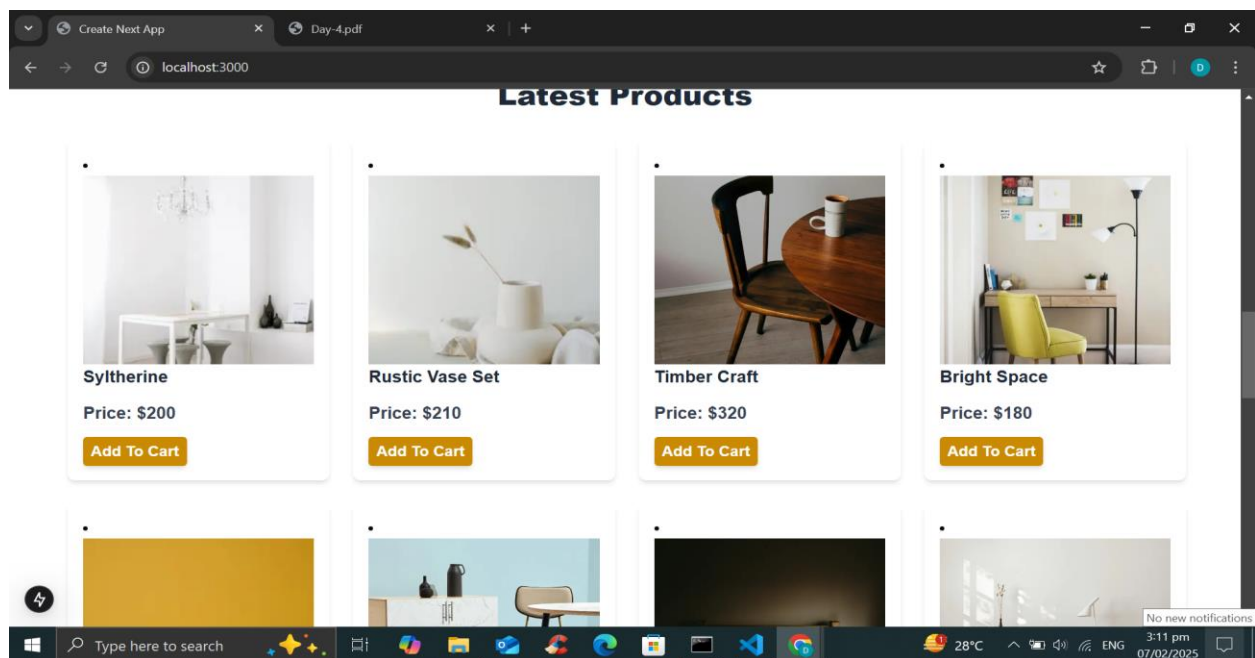 Create Next App
Day-4.pdf
localhost:3000
D
Latest Products
Syltherine
Rustic Vase Set
Timber Craft
Bright Space
Price: $200
Price: $210
Price: $320
Price: $180
Add To Cart
Add To Cart
Add To Cart
Add To Cart
No new notifications
Type here to search
1
28°C
ENG
3:11 pm
07/02/2025